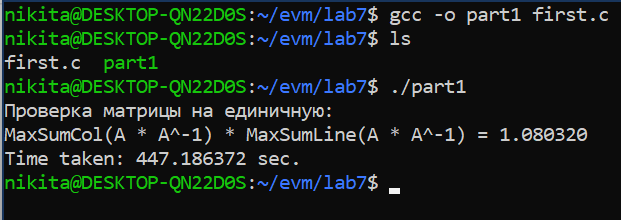 nikita@DESKTOP-QN22D0S:~/evm/lab7$ gcc -o part1 first.c
nikita@DESKTOP-QN22D0S:~/evm/lab7$ ls
first.c  part1
nikita@DESKTOP-QN22D0S:~/evm/lab7$ ./part1
Проверка матрицы на единичную:
MaxSumCol(A * A^-1) * MaxSumLine(A * A^-1) = 1.080320
Time taken: 447.186372 sec.
nikita@DESKTOP-QN22D0S:~/evm/lab7$